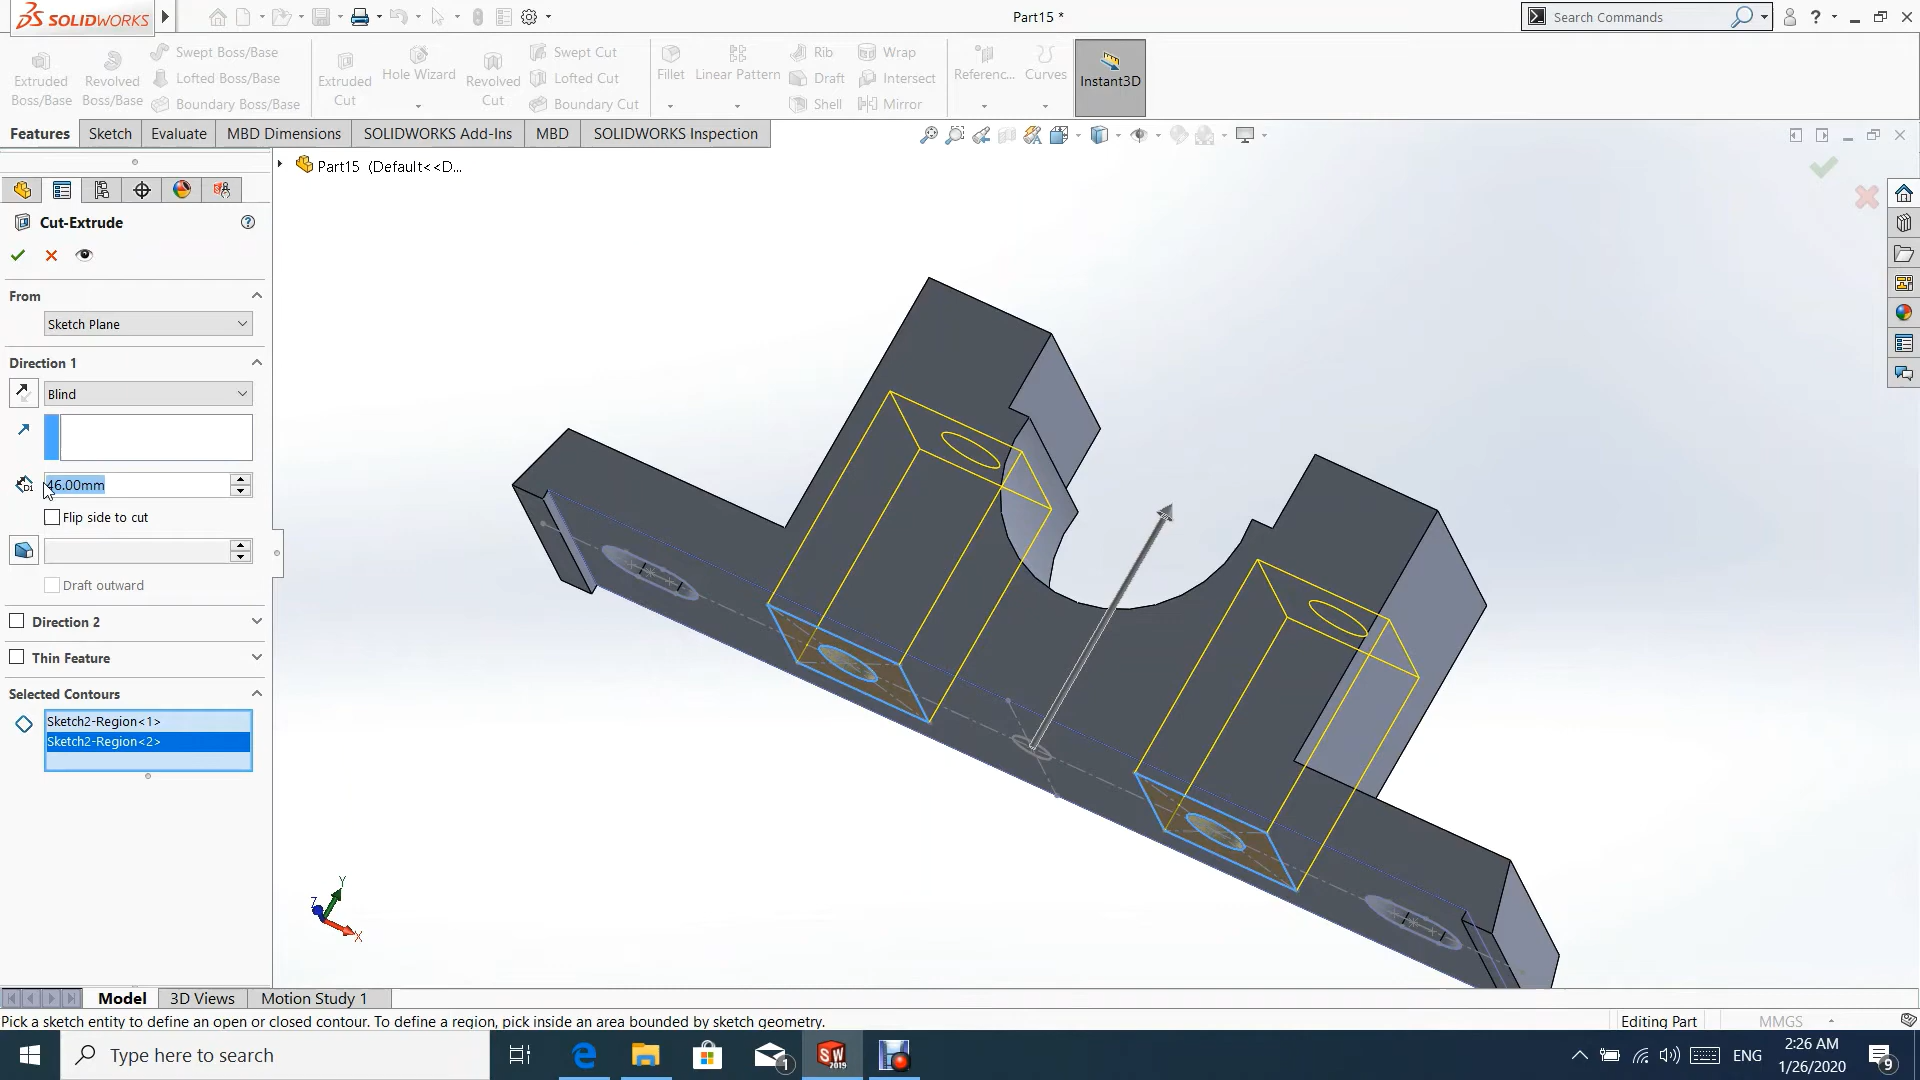 SOLIDWORKS
Part15 *
Search Commands
Extruded Boss/Base
Revolved Boss/Base
Swept Boss/Base
Lofted Boss/Base
Boundary Boss/Base
Extruded Cut
Hole Wizard
Revolved Cut
Swept Cut
Lofted Cut
Boundary Cut
Fillet
Linear Pattern
Rib
Draft
Shell
Wrap
Intersect
Mirror
Referenc...
Curves
Instant3D
Features
Sketch
Evaluate
MBD Dimensions
SOLIDWORKS Add-Ins
MBD
SOLIDWORKS Inspection
Part15 (Default<<D...
Cut-Extrude
From
Sketch Plane
Direction 1
Blind
D1
46.00mm
Flip side to cut
Draft outward
Direction 2
Thin Feature
Selected Contours
Sketch2-Region<1>
Sketch2-Region<2>
Y
Z
X
Model
3D Views
Motion Study 1
Pick a sketch entity to define an open or closed contour. To define a region, pick inside an area bounded by sketch geometry.
Editing Part
MMGS
Type here to search
1
SW
2019
ENG
2:26 AM
1/26/2020
9